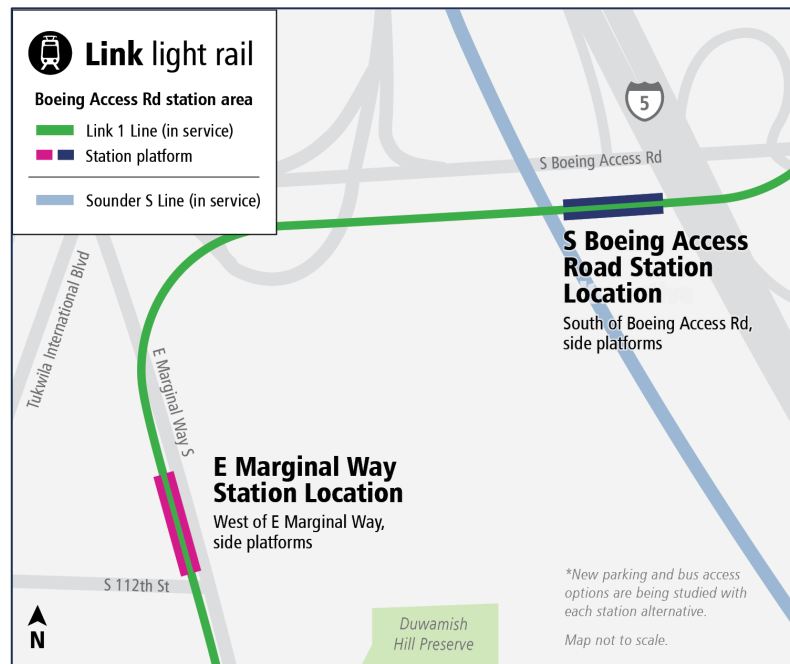 Link light rail
Boeing Access Rd station area
Link 1 Line (in service)
Station platform
Sounder S Line (in service)
5
S Boeing Access Rd
S Boeing Access
Road Station
Location
South of Boeing Access Rd,
side platforms
Tukwila International Blvd
E Marginal Way S
E Marginal Way
Station Location
West of E Marginal Way,
side platforms
S 112th St
*New parking and bus access
options are being studied with
each station alternative.
Map not to scale.
Duwamish
Hill Preserve
N